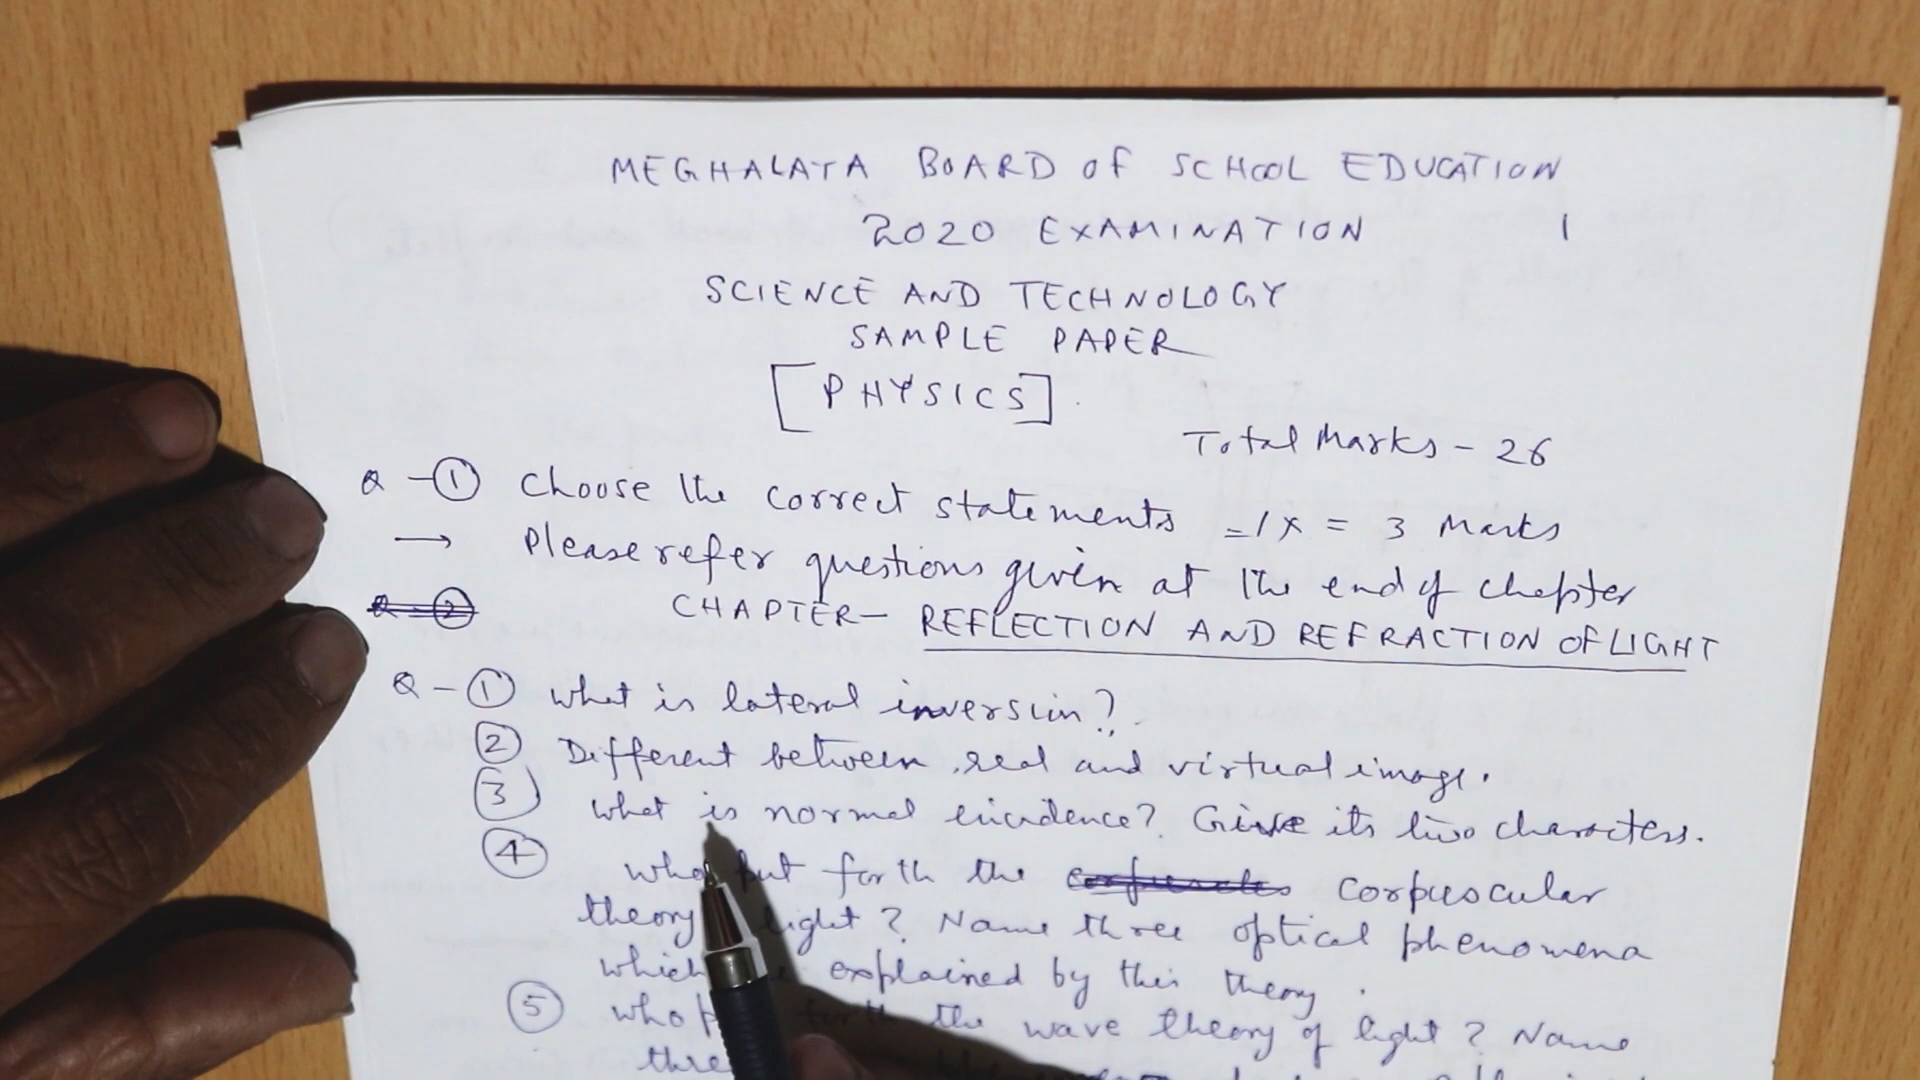 MEGHALATA BOARD OF SCHOOL EDUCATION
2020 EXAMINATION 1
SCIENCE AND TECHNOLOGY
SAMPLE PAPER
[PHYSICS]
Total Marks - 26
Q - 1 Choose the correct statements = 1 x = 3 Marks
→ Please refer questions given at the end of chapter
Q - 2 CHAPTER - REFLECTION AND REFRACTION OF LIGHT
Q - 1 What is lateral inversion?
2 Different between real and virtual image.
3 What is normal incidence? Give its two characters.
4 Who put forth the corpuscular
theory light? Name three optical phenomena
which explained by this theory.
5 Who forth the wave theory of light? Name